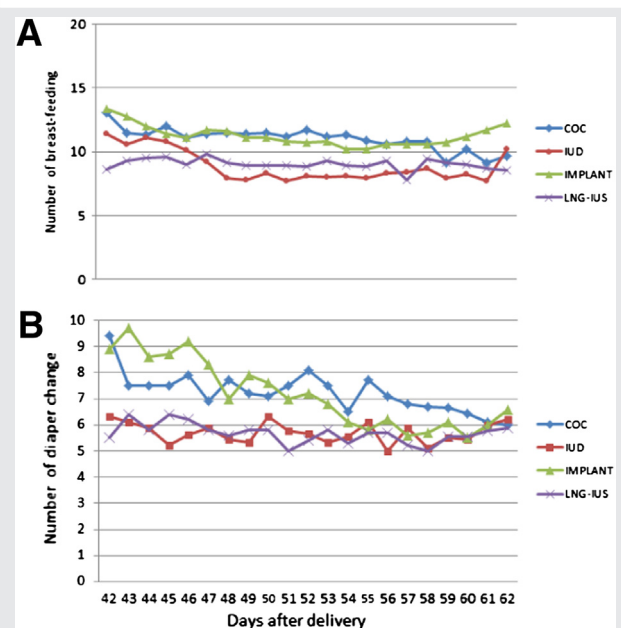 A
20
15
10
5
0
Number of breast-feeding
COC
IUD
IMPLANT
LNG-IUS
B
10
9
8
7
6
5
4
3
2
1
0
Number of diaper change
COC
IUD
IMPLANT
LNG-IUS
42 43 44 45 46 47 48 49 50 51 52 53 54 55 56 57 58 59 60 61 62
Days after delivery